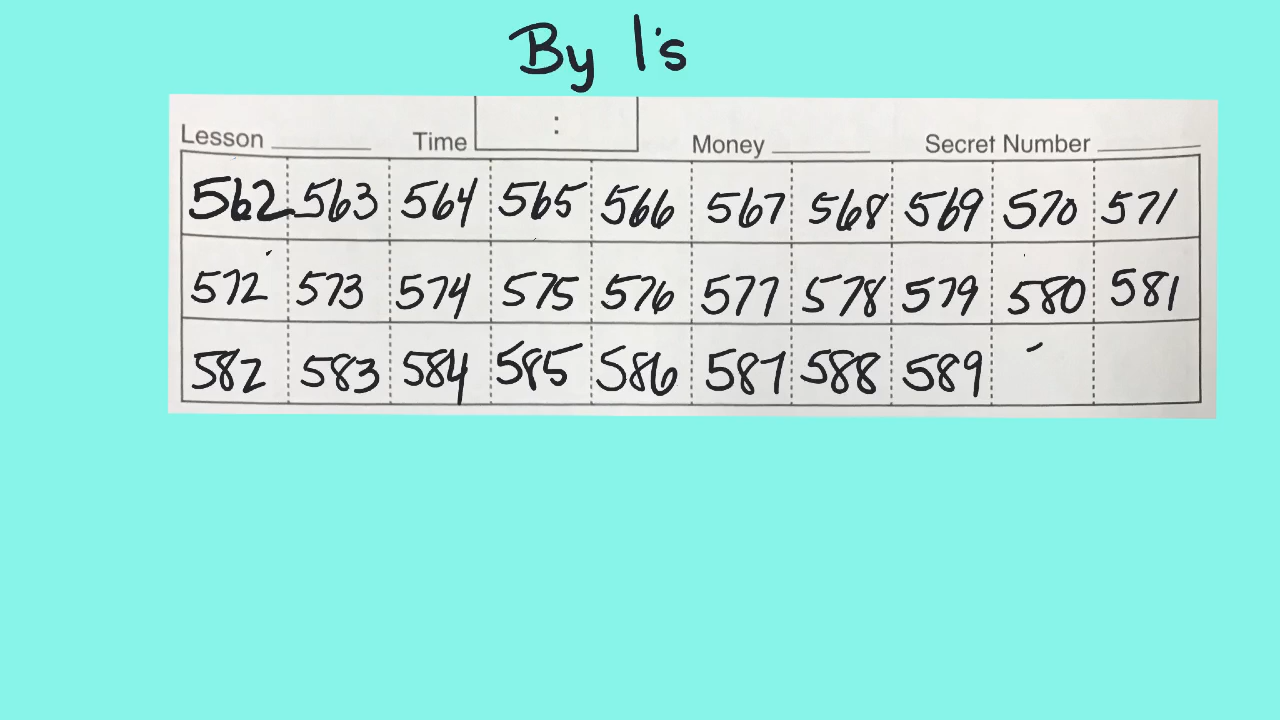 By 1's
Lesson Time : Money Secret Number
562 563 564 565 566 567 568 569 570 571
572 573 574 575 576 577 578 579 580 581
582 583 584 585 586 587 588 589